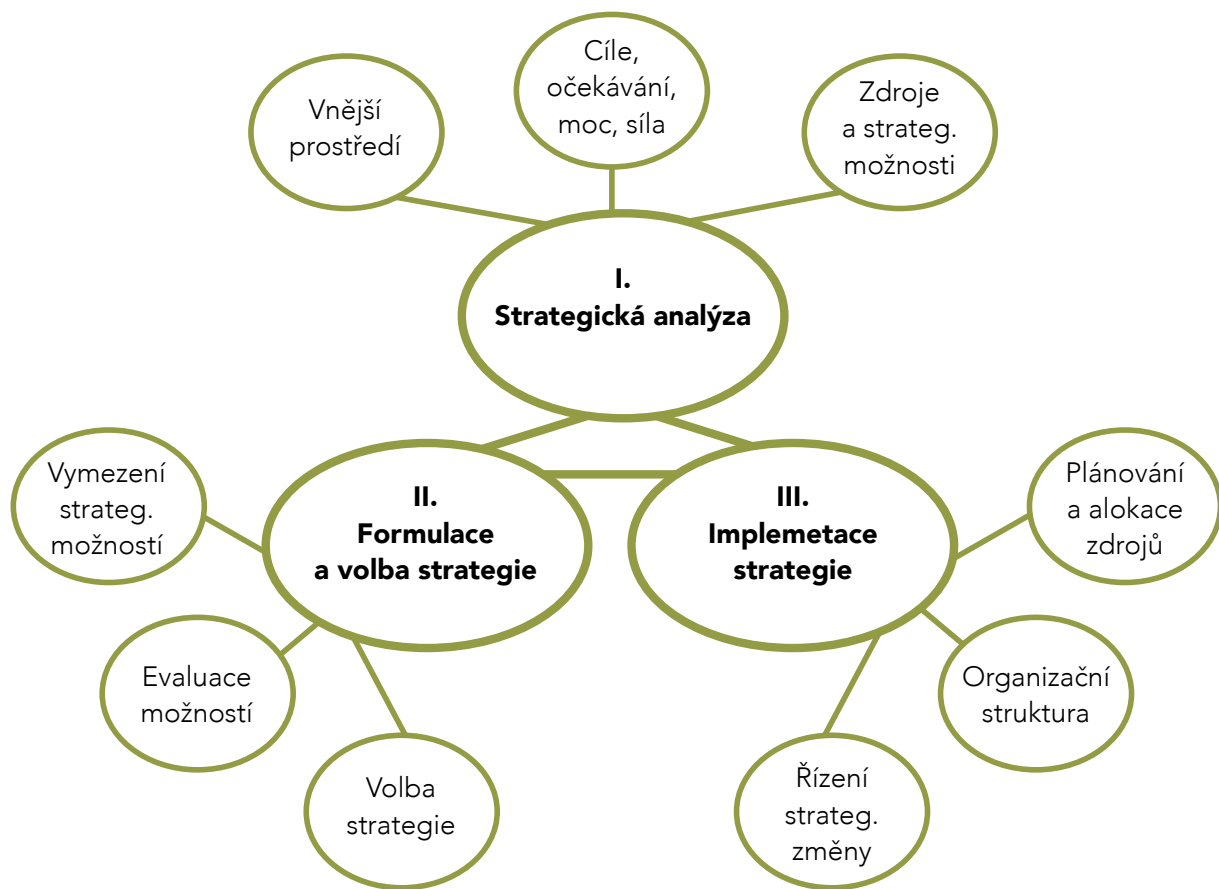 Vnější
prostředí
Cíle,
očekávání,
moc, síla
Zdroje
a strateg.
možnosti
I.
Strategická analýza
Vymezení
strateg.
možností
II.
Formulace
a volba strategie
III.
Implemetace
strategie
Plánování
a alokace
zdrojů
Evaluace
možností
Volba
strategie
Řízení
strateg.
změny
Organizační
struktura